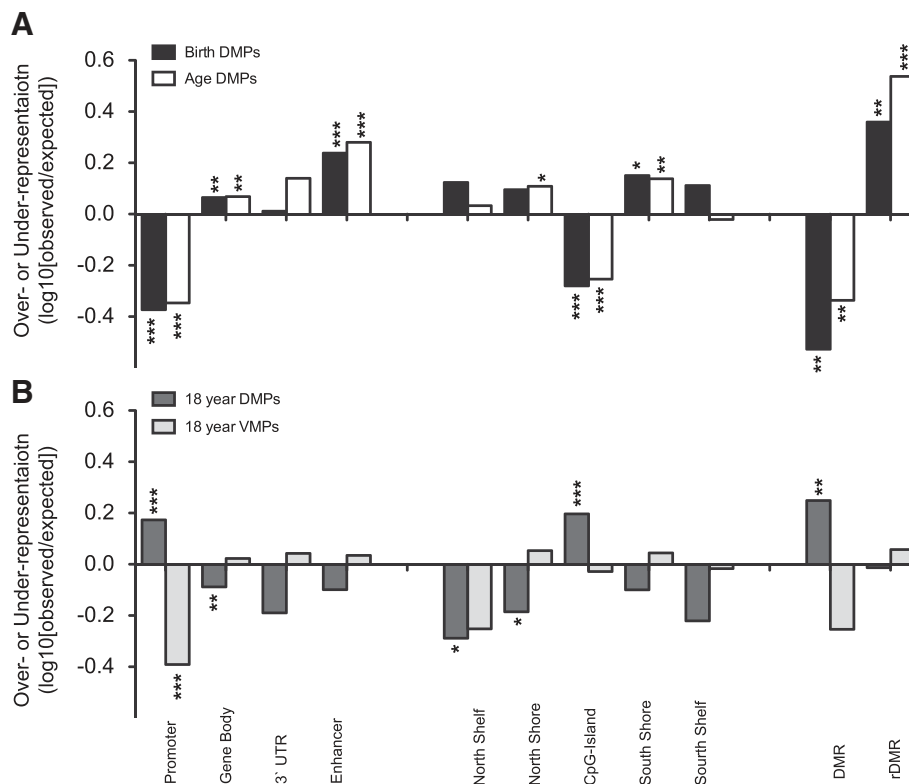 A
Birth DMPs
Age DMPs
Over- or Under-representaiotn
(log10[observed/expected])
0.6
0.4
0.2
0.0
-0.2
-0.4
*** *** ** ** *** *** * *** *** * ** ** ** ** ***
B
18 year DMPs
18 year VMPs
Over- or Under-representaiotn
(log10[observed/expected])
0.6
0.4
0.2
0.0
-0.2
-0.4
*** *** ** * * *** **
Promoter
Gene Body
3` UTR
Enhancer
North Shelf
North Shore
CpG-Island
South Shore
Sourth Shelf
DMR
rDMR